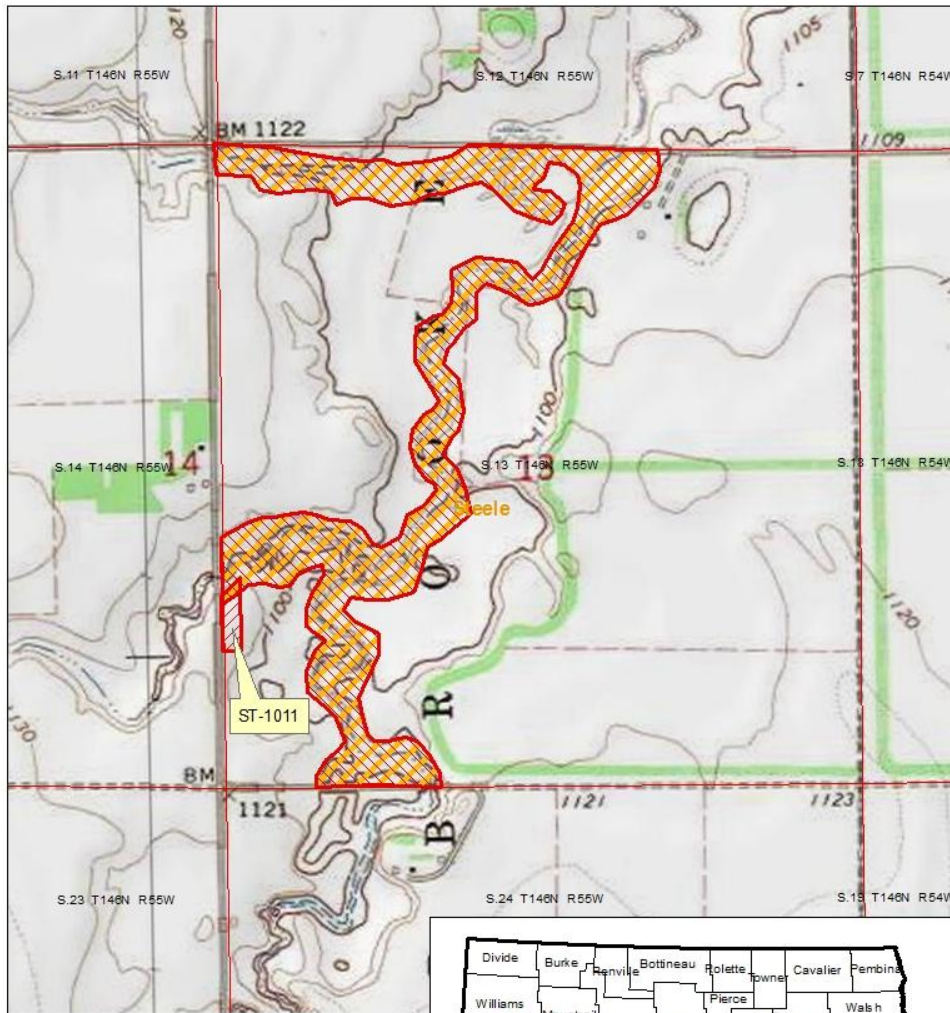 1120
1105
S.11 T146N R55W
S.12 T146N R55W
S.7 T146N R54W
BM 1122
1109
1100
S.14 T146N R55W
14
S.13 T146N R55W
13
S.18 T146N R54W
Steele
1100
1120
ST-1011
1130
BM
1121
1121
1123
B R O O K
S.23 T146N R55W
S.24 T146N R55W
S.19 T146N R54W
Divide
Burke
Renville
Bottineau
Rolette
Towner
Cavalier
Pembina
Williams
Pierce
Walsh